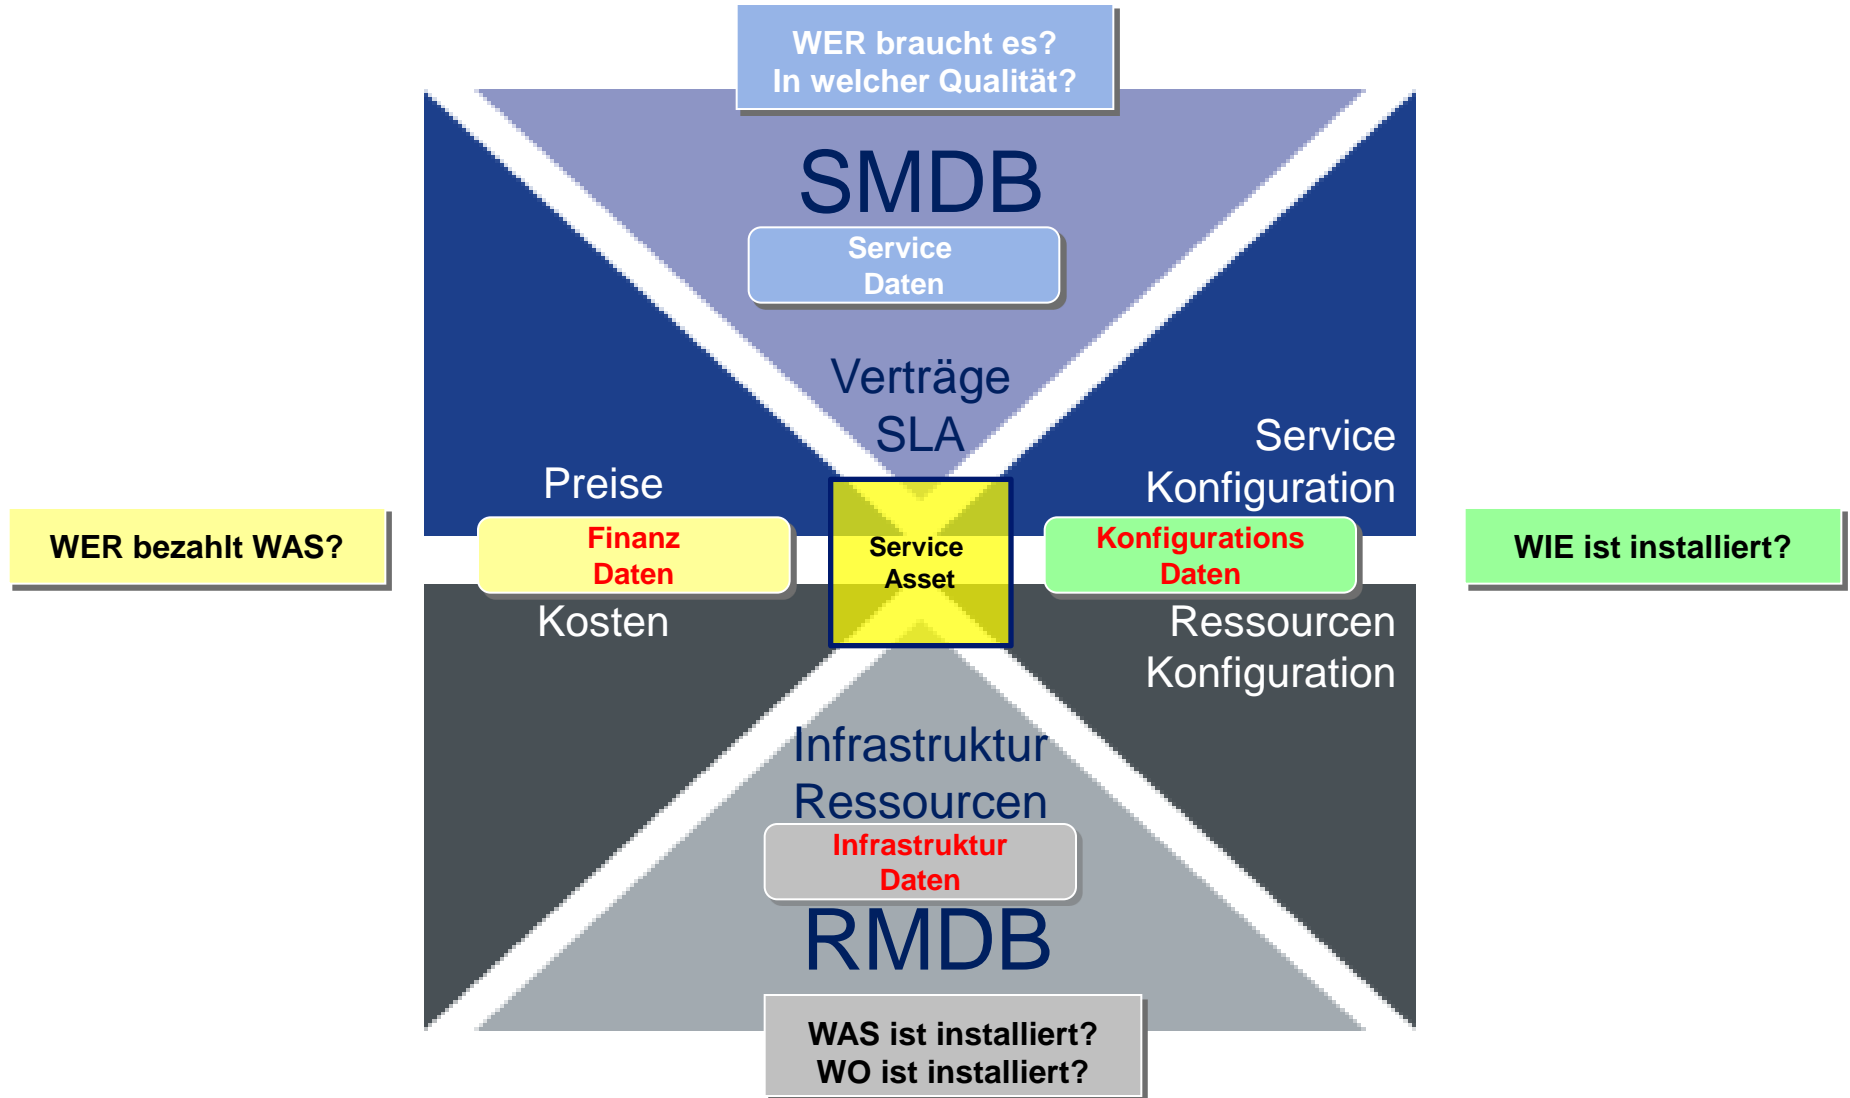 WER braucht es?
In welcher Qualität?
SMDB
Service
Daten
Verträge
SLA
Preise
Service
Konfiguration
WER bezahlt WAS?
Finanz
Daten
Service
Asset
Konfigurations
Daten
WIE ist installiert?
Kosten
Ressourcen
Konfiguration
Infrastruktur
Ressourcen
Infrastruktur
Daten
RMDB
WAS ist installiert?
WO ist installiert?